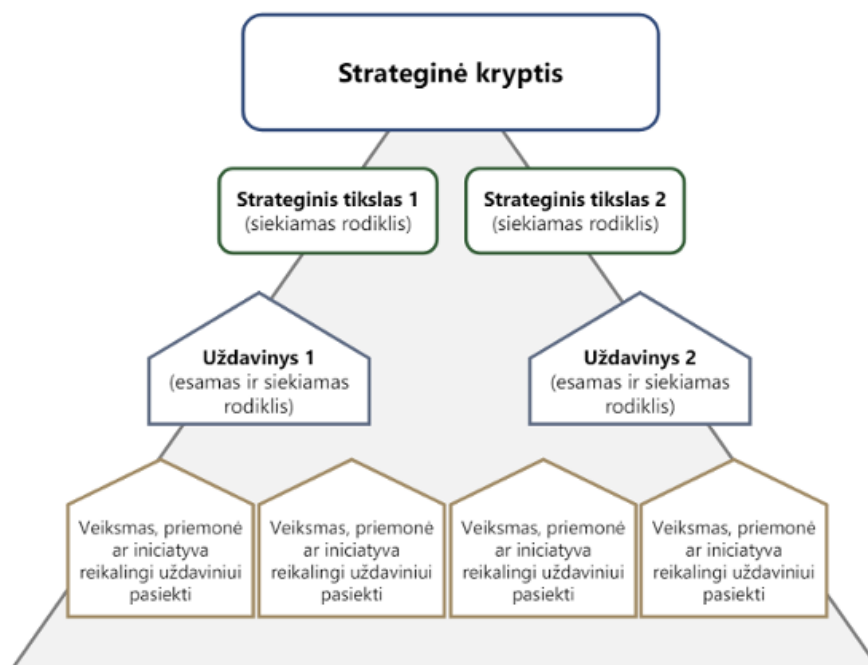 Strateginė kryptis
Strateginis tikslas 1
(siekiamas rodiklis)
Strateginis tikslas 2
(siekiamas rodiklis)
Uždavinys 1
(esamas ir siekiamas
rodiklis)
Uždavinys 2
(esamas ir siekiamas
rodiklis)
Veiksmas, priemonė
ar iniciatyva
reikalingi uždaviniui
pasiekti
Veiksmas, priemonė
ar iniciatyva
reikalingi uždaviniui
pasiekti
Veiksmas, priemonė
ar iniciatyva
reikalingi uždaviniui
pasiekti
Veiksmas, priemonė
ar iniciatyva
reikalingi uždaviniui
pasiekti